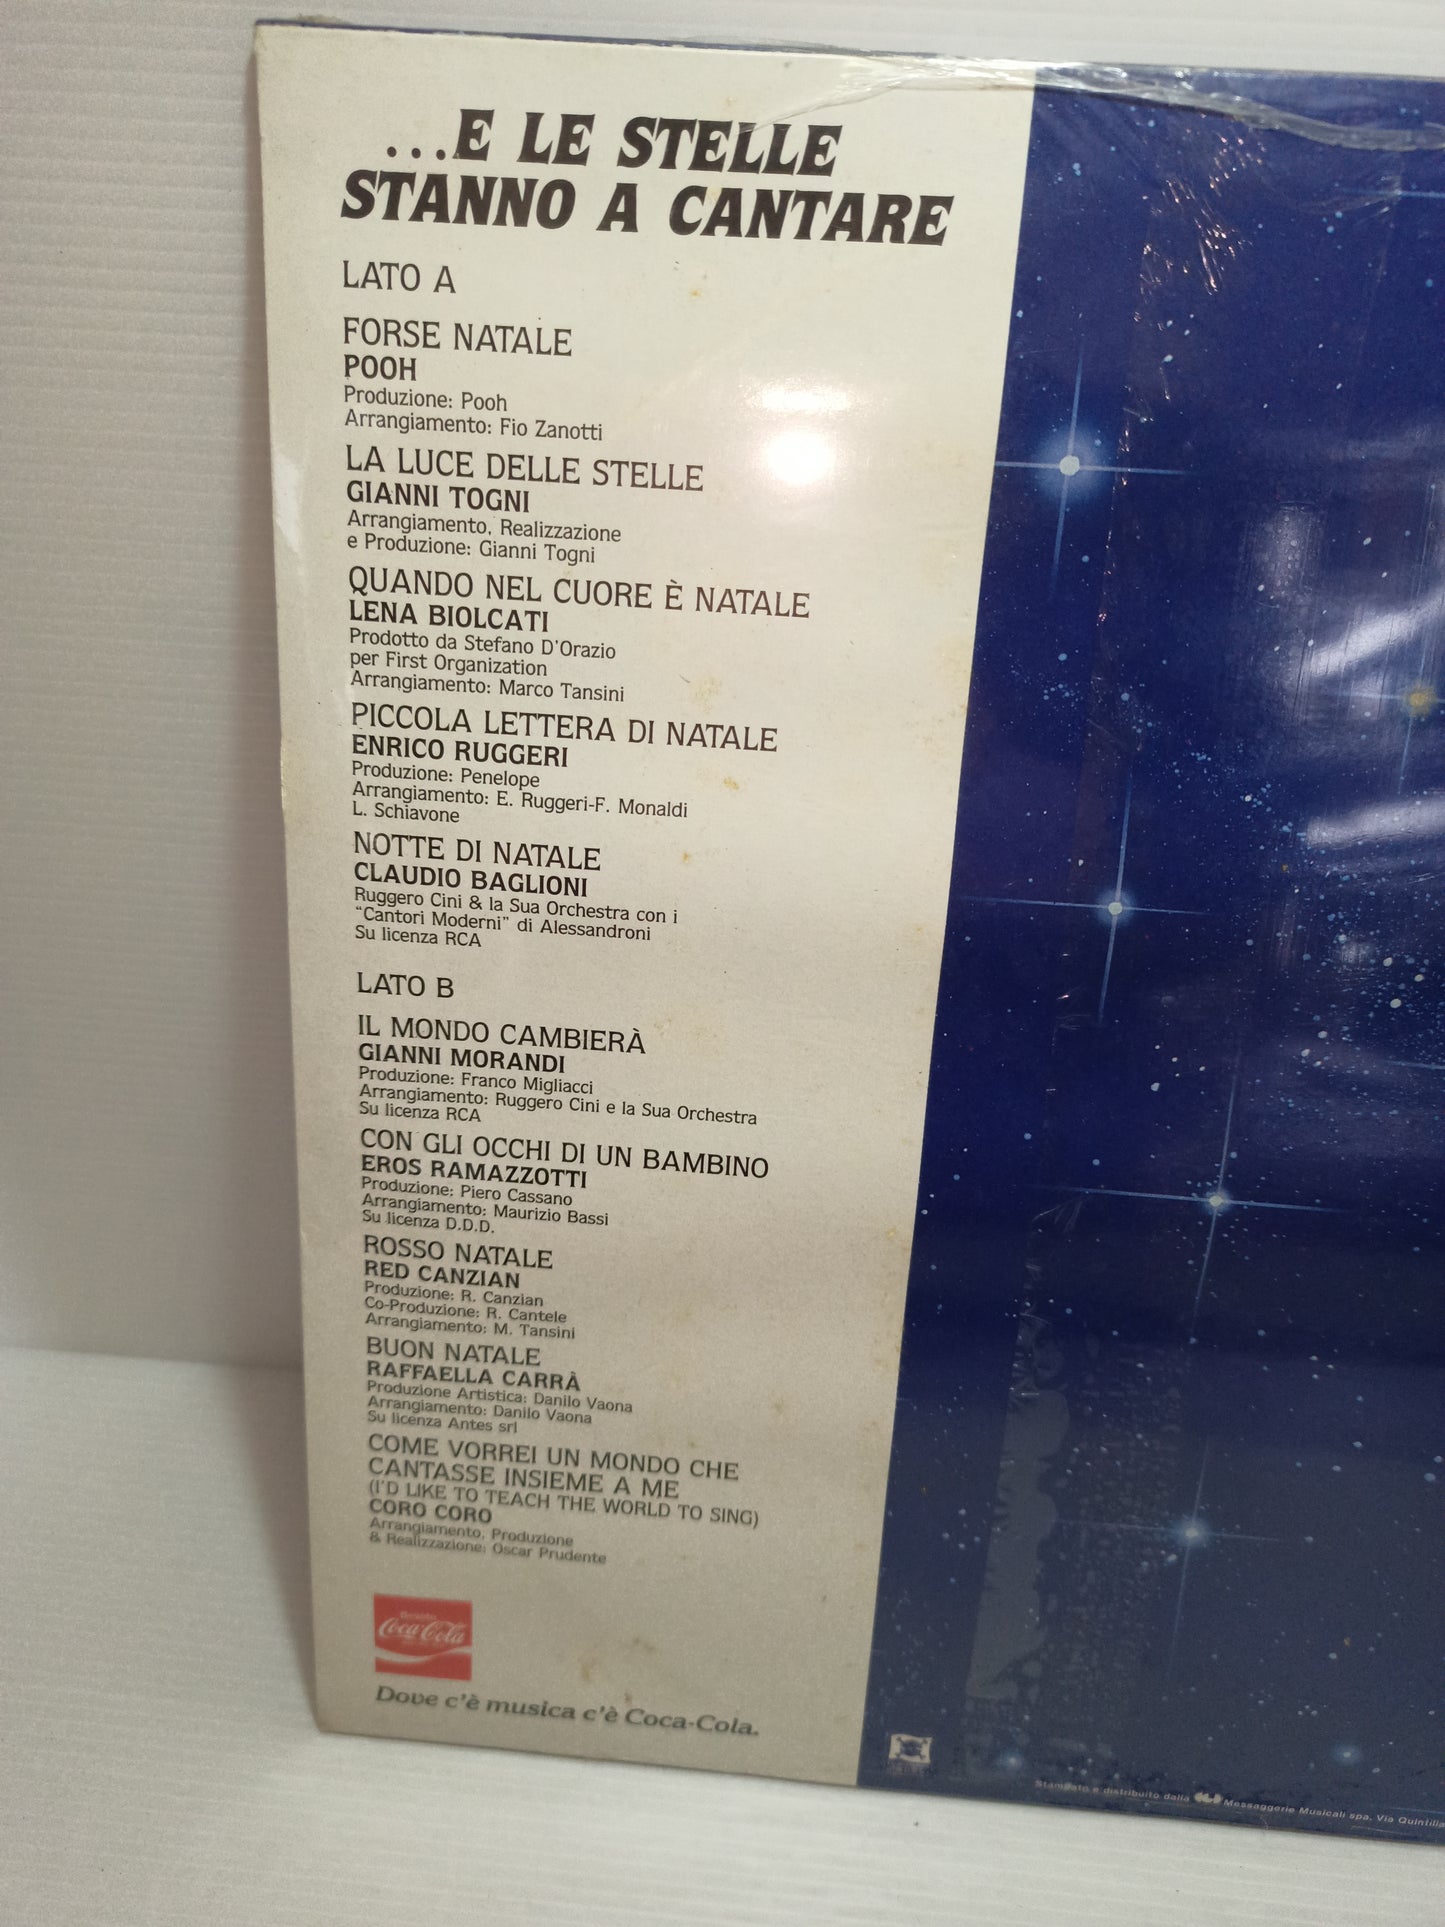 ...E LE STELLE
STANNO A CANTARE
LATO A
FORSE NATALE
POOH
Produzione: Pooh
Arrangiamento: Fio Zanotti
LA LUCE DELLE STELLE
GIANNI TOGNI
Arrangiamento, Realizzazione
e Produzione: Gianni Togni
QUANDO NEL CUORE È NATALE
LENA BIOLCATI
Prodotto da Stefano D'Orazio
per First Organization
Arrangiamento: Marco Tansini
PICCOLA LETTERA DI NATALE
ENRICO RUGGERI
Produzione: Penelope
Arrangiamento: E. Ruggeri-F. Monaldi
L. Schiavone
NOTTE DI NATALE
CLAUDIO BAGLIONI
Ruggero Cini & la Sua Orchestra con i
"Cantori Moderni" di Alessandroni
Su licenza RCA
LATO B
IL MONDO CAMBIERÀ
GIANNI MORANDI
Produzione: Franco Migliacci
Arrangiamento: Ruggero Cini e la Sua Orchestra
Su licenza RCA
CON GLI OCCHI DI UN BAMBINO
EROS RAMAZZOTTI
Produzione: Piero Cassano
Arrangiamento: Maurizio Bassi
Su licenza D.D.D.
ROSSO NATALE
RED CANZIAN
Produzione: R. Canzian
Co-Produzione: R. Cantele
Arrangiamento: M. Tansini
BUON NATALE
RAFFAELLA CARRÀ
Produzione Artistica: Danilo Vaona
Arrangiamento: Danilo Vaona
Su licenza Antes srl
COME VORREI UN MONDO CHE
CANTASSE INSIEME A ME
(I'D LIKE TO TEACH THE WORLD TO SING)
CORO CORO
Arrangiamento, Produzione
& Realizzazione: Oscar Prudente
Coca-Cola
Dove c'è musica c'è Coca-Cola.
Stampato e distribuito dalla Messaggerie Musicali spa. Via Quintilia